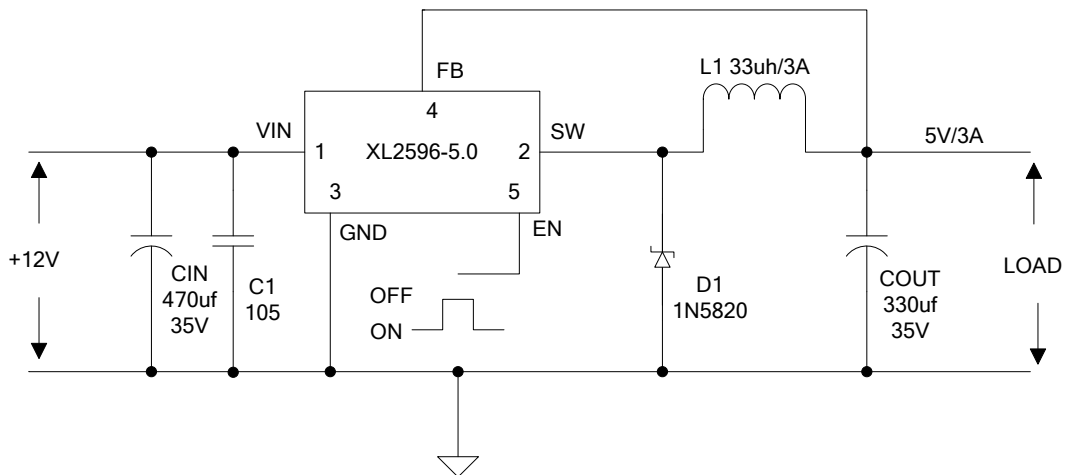 FB
L1 33uh/3A
VIN
4
SW
5V/3A
1
XL2596-5.0
2
3
5
GND
EN
+12V
CIN
470uf
35V
C1
105
OFF
ON
D1
1N5820
COUT
330uf
35V
LOAD